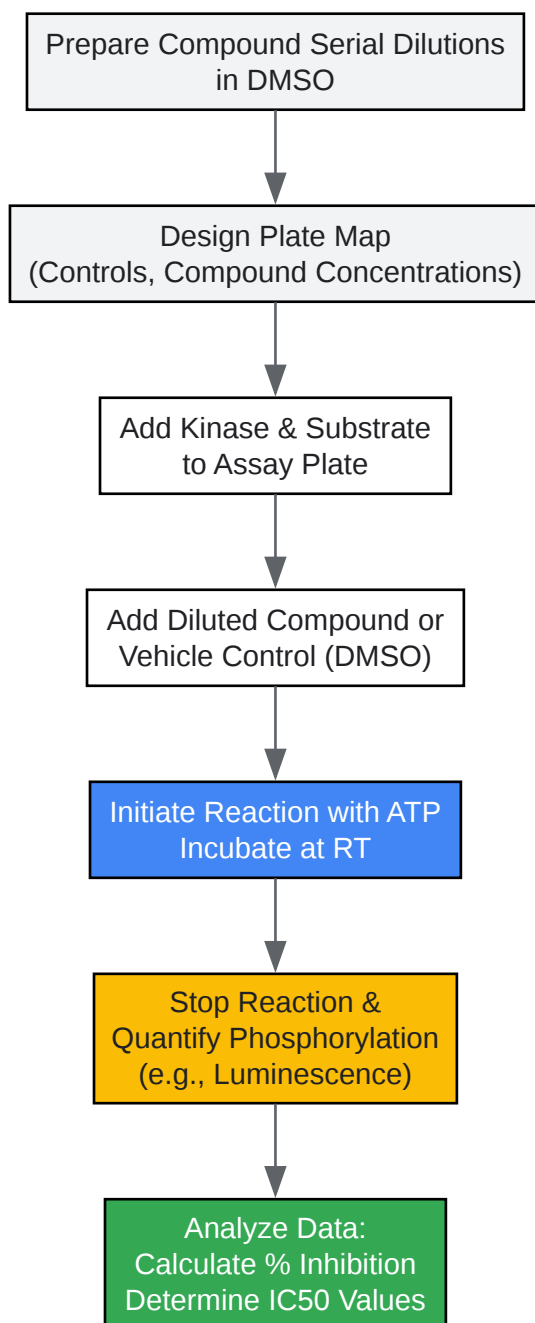 Prepare Compound Serial Dilutions
in DMSO
Design Plate Map
(Controls, Compound Concentrations)
Add Kinase & Substrate
to Assay Plate
Add Diluted Compound or
Vehicle Control (DMSO)
Initiate Reaction with ATP
Incubate at RT
Stop Reaction &
Quantify Phosphorylation
(e.g., Luminescence)
Analyze Data:
Calculate % Inhibition
Determine IC50 Values